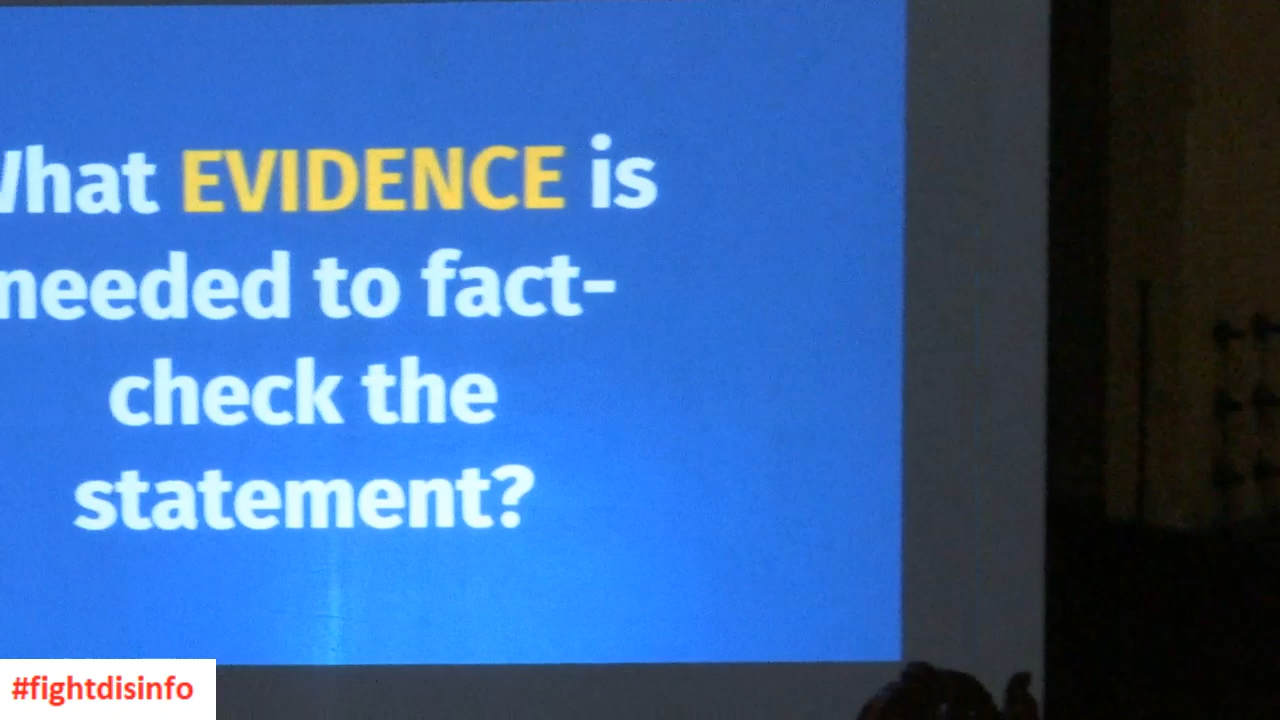 What EVIDENCE is
needed to fact-
check the
statement?
#fightdisinfo